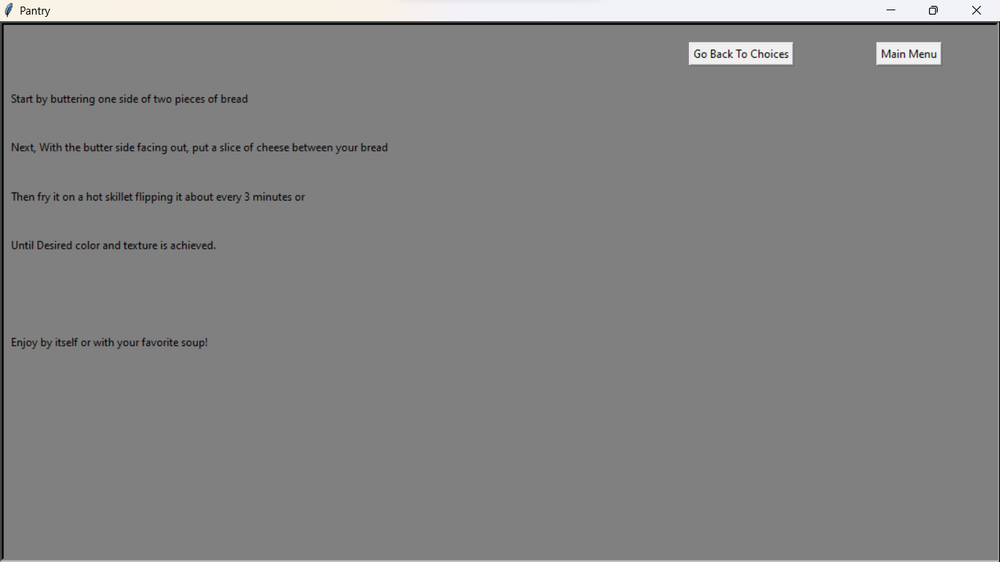 Pantry
Go Back To Choices
Main Menu
Start by buttering one side of two pieces of bread
Next, With the butter side facing out, put a slice of cheese between your bread
Then fry it on a hot skillet flipping it about every 3 minutes or
Until Desired color and texture is achieved.
Enjoy by itself or with your favorite soup!